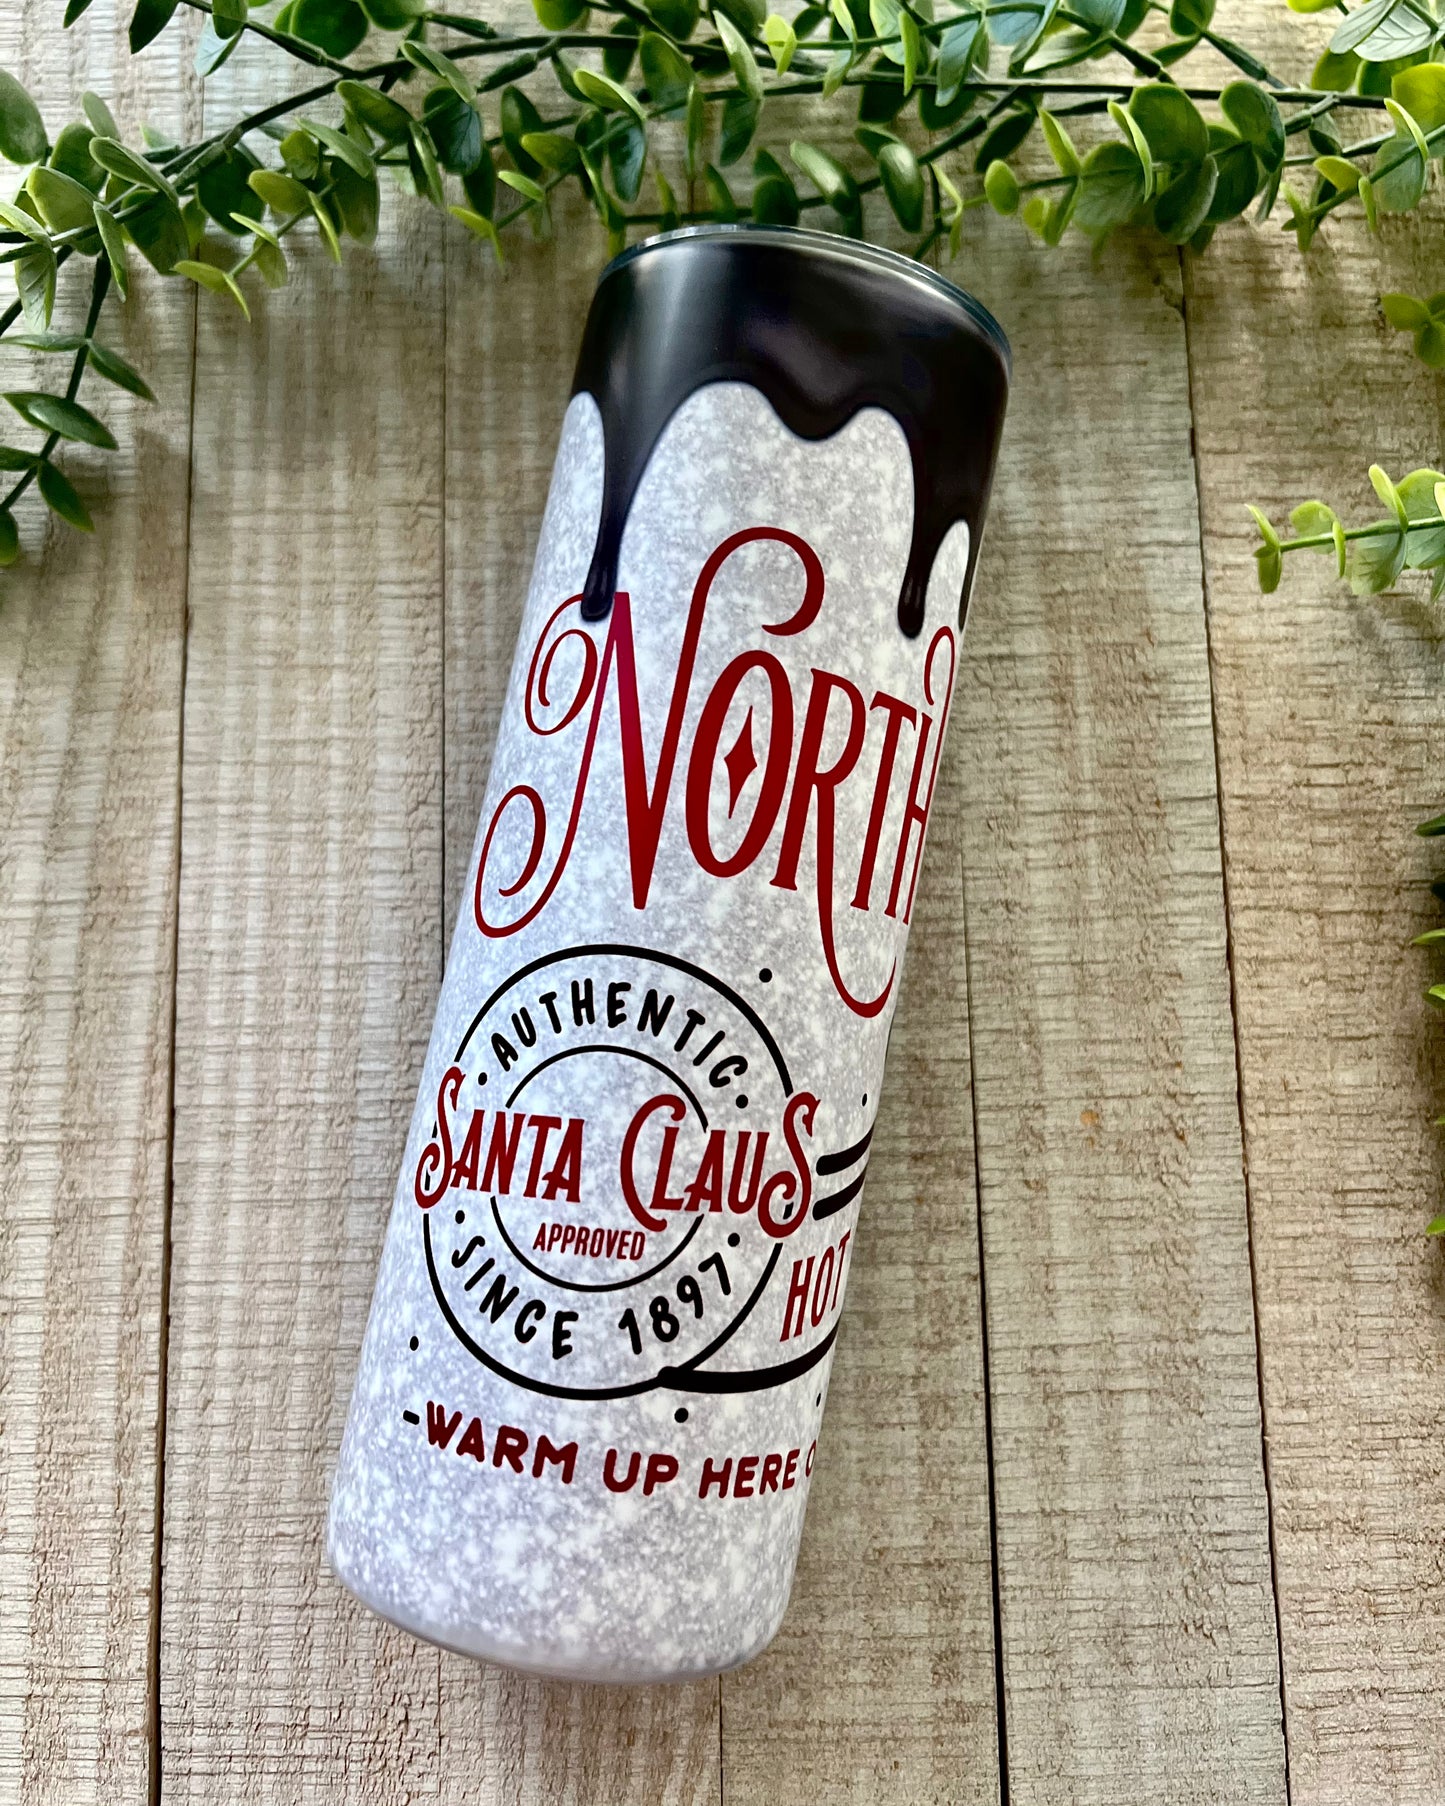 NORTH
AUTHENTIC
SANTA CLAUS
APPROVED
HOT
SINCE 1897
-WARM UP HERE